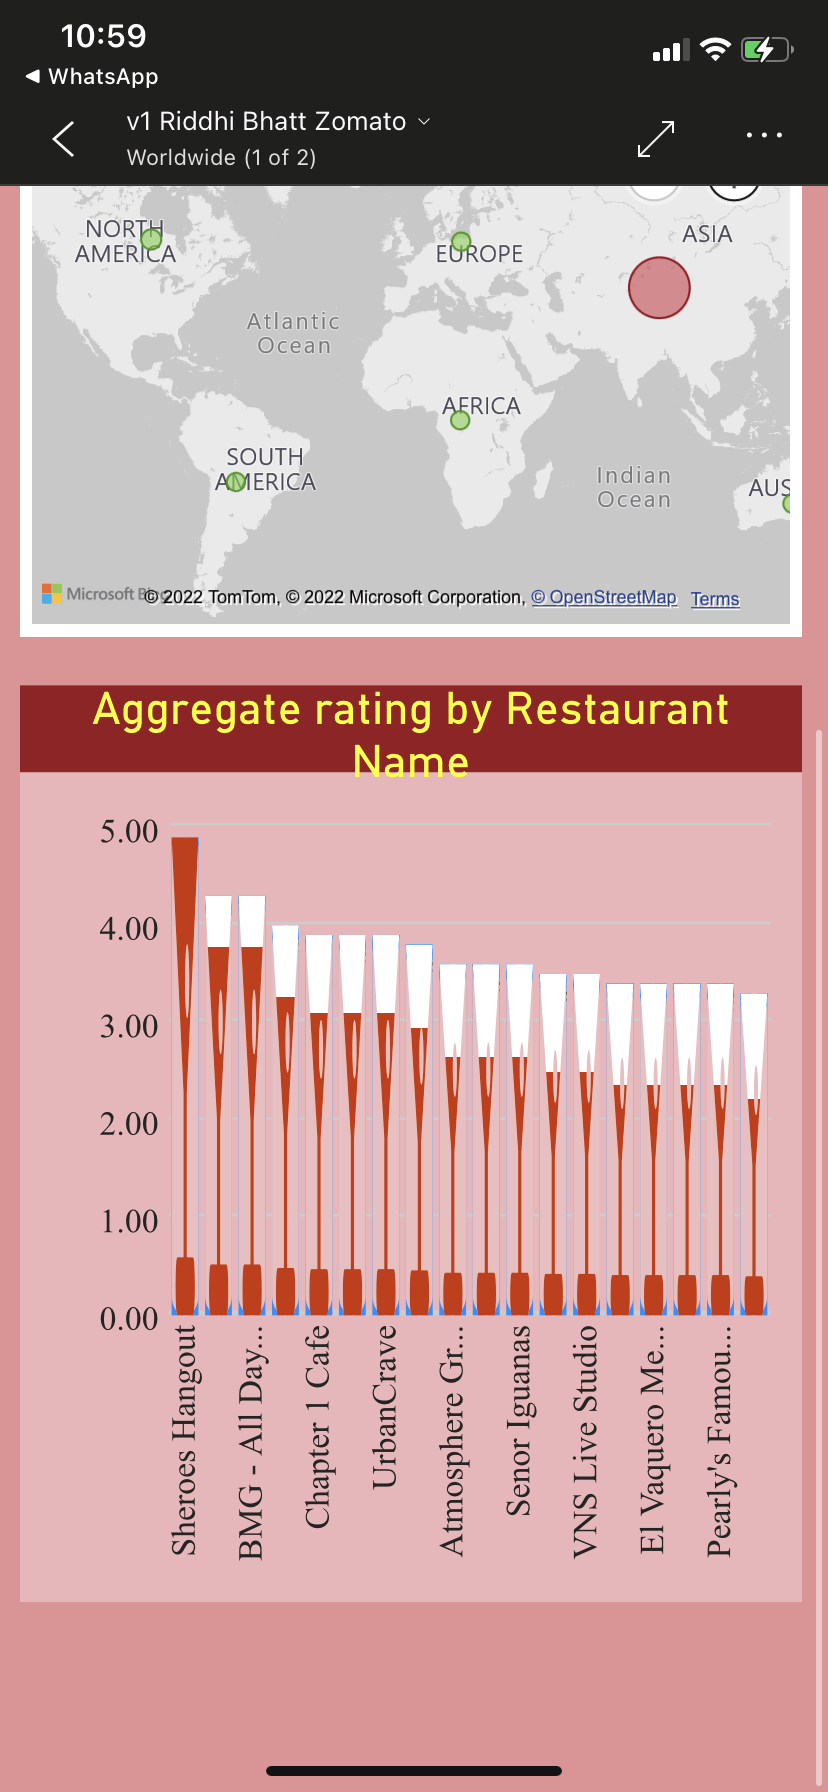 10:59
◀ WhatsApp
v1 Riddhi Bhatt Zomato
Worldwide (1 of 2)
NORTH
AMERICA
EUROPE
ASIA
Atlantic
Ocean
AFRICA
SOUTH
AMERICA
Indian
Ocean
AUS
Microsoft Bing
© 2022 TomTom, © 2022 Microsoft Corporation, © OpenStreetMap Terms
Aggregate rating by Restaurant
Name
5.00
4.00
3.00
2.00
1.00
0.00
Sheroes Hangout
BMG - All Day...
Chapter 1 Cafe
UrbanCrave
Atmosphere Gr...
Senor Iguanas
VNS Live Studio
El Vaquero Me...
Pearly's Famou...